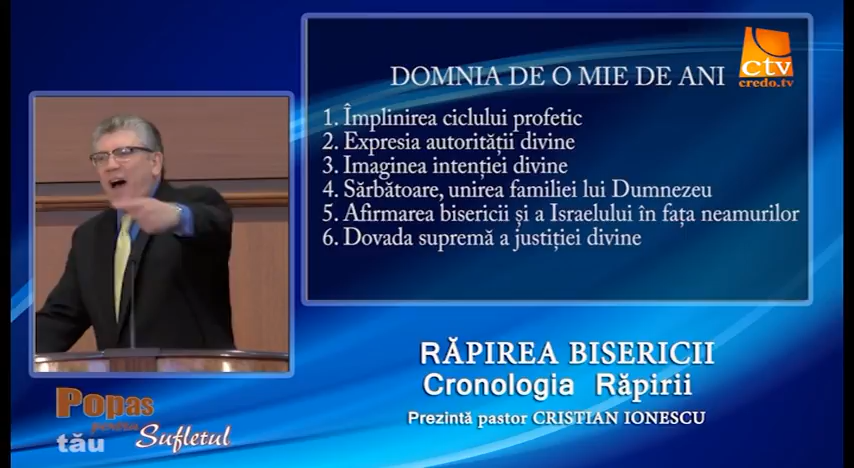 ctv
credo.tv
DOMNIA DE O MIE DE ANI
1. Împlinirea ciclului profetic
2. Expresia autorității divine
3. Imaginea intenției divine
4. Sărbătoare, unirea familiei lui Dumnezeu
5. Afirmarea bisericii și a Israelului în fața neamurilor
6. Dovada supremă a justiției divine
RĂPIREA BISERICII
Cronologia Răpirii
Prezintă pastor CRISTIAN IONESCU
Popas
pentru
Sufletul
tău